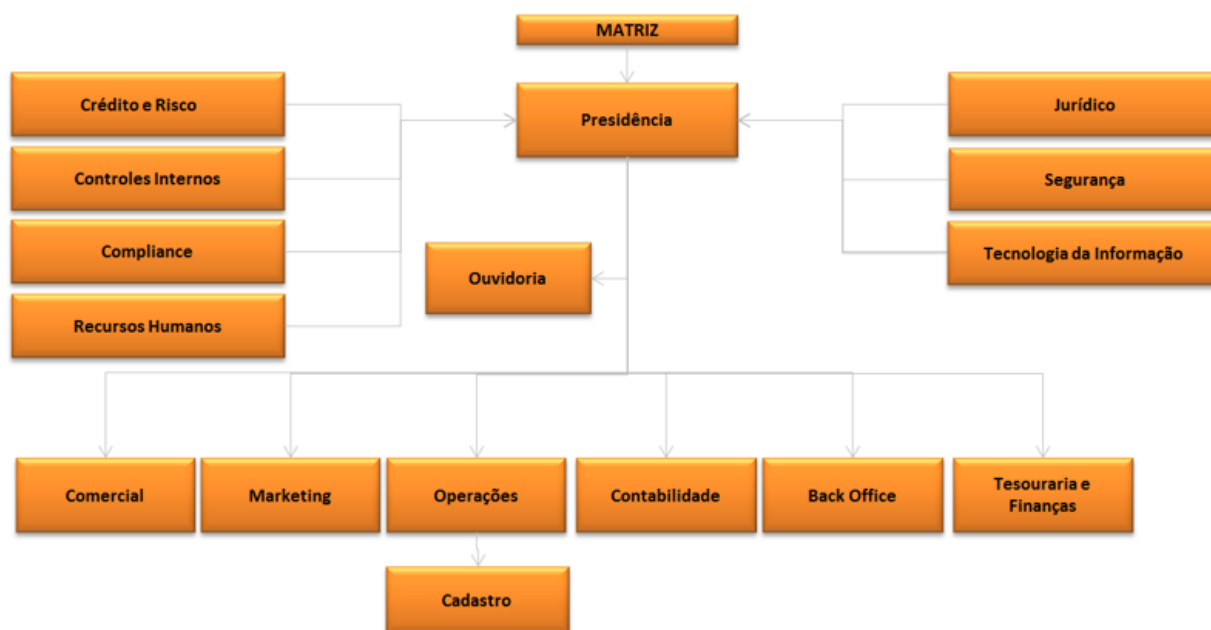 MATRIZ
Crédito e Risco
Presidência
Jurídico
Controles Internos
Segurança
Compliance
Tecnologia da Informação
Ouvidoria
Recursos Humanos
Comercial
Marketing
Operações
Contabilidade
Back Office
Tesouraria e
Finanças
Cadastro